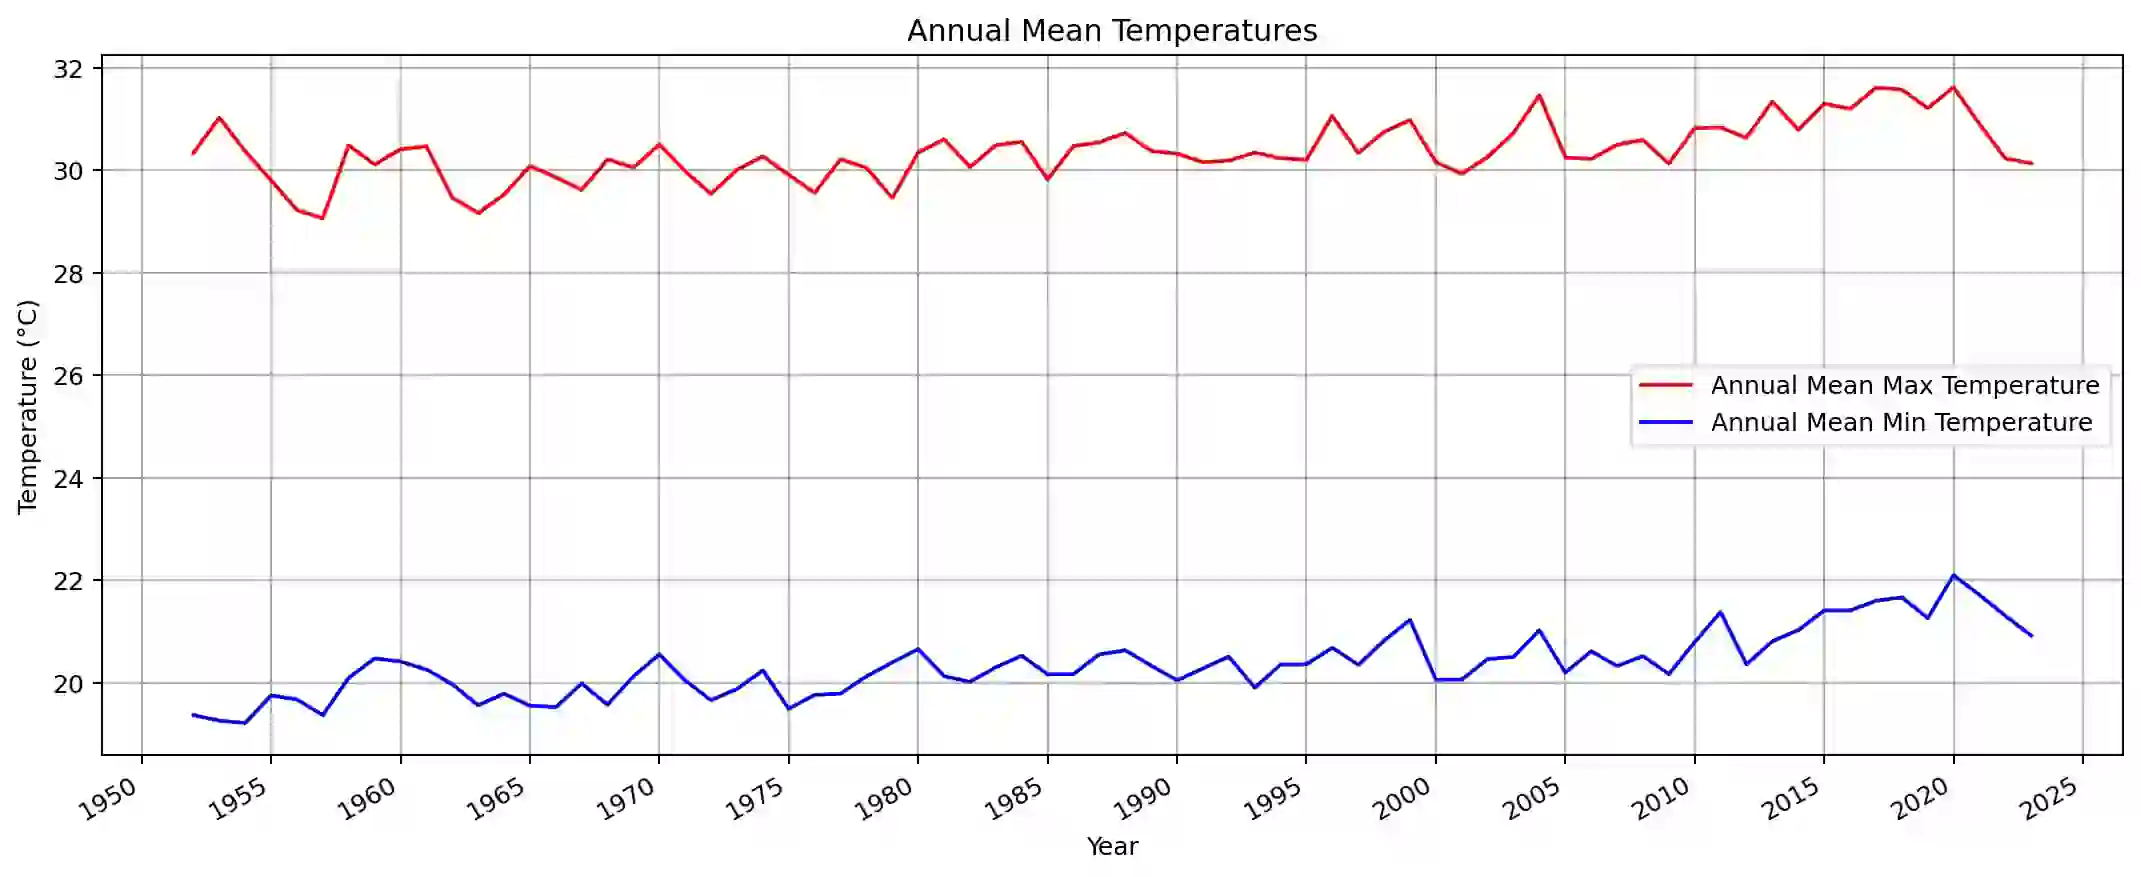 Annual Mean Temperatures
32
30
28
26
24
22
20
Temperature (°C)
Annual Mean Max Temperature
Annual Mean Min Temperature
1950 1955 1960 1965 1970 1975 1980 1985 1990 1995 2000 2005 2010 2015 2020 2025
Year